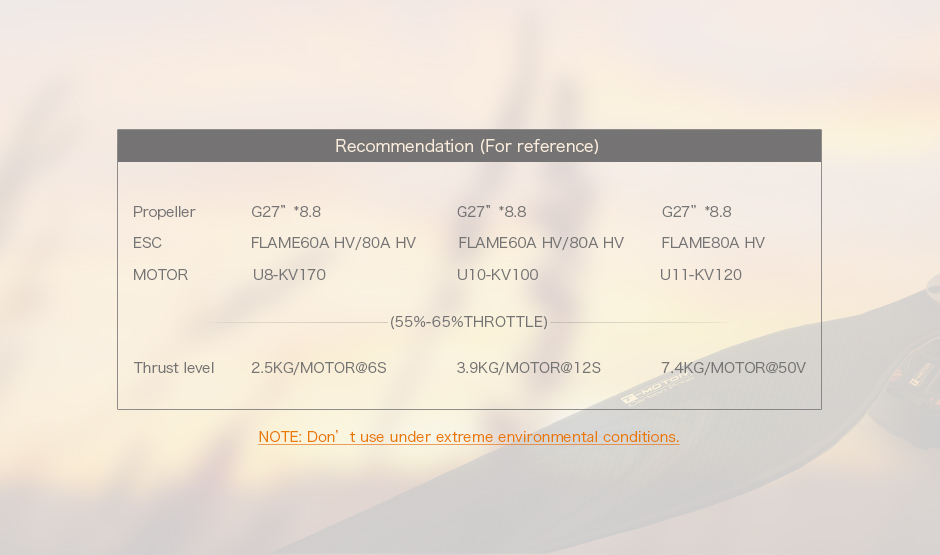 Recommendation (For reference)
Propeller G27”*8.8 G27”*8.8 G27”*8.8
ESC FLAME60A HV/80A HV FLAME60A HV/80A HV FLAME80A HV
MOTOR U8-KV170 U10-KV100 U11-KV120
(55%-65%THROTTLE)
Thrust level 2.5KG/MOTOR@6S 3.9KG/MOTOR@12S 7.4KG/MOTOR@50V
T-MOTOR
NOTE: Don’t use under extreme environmental conditions.